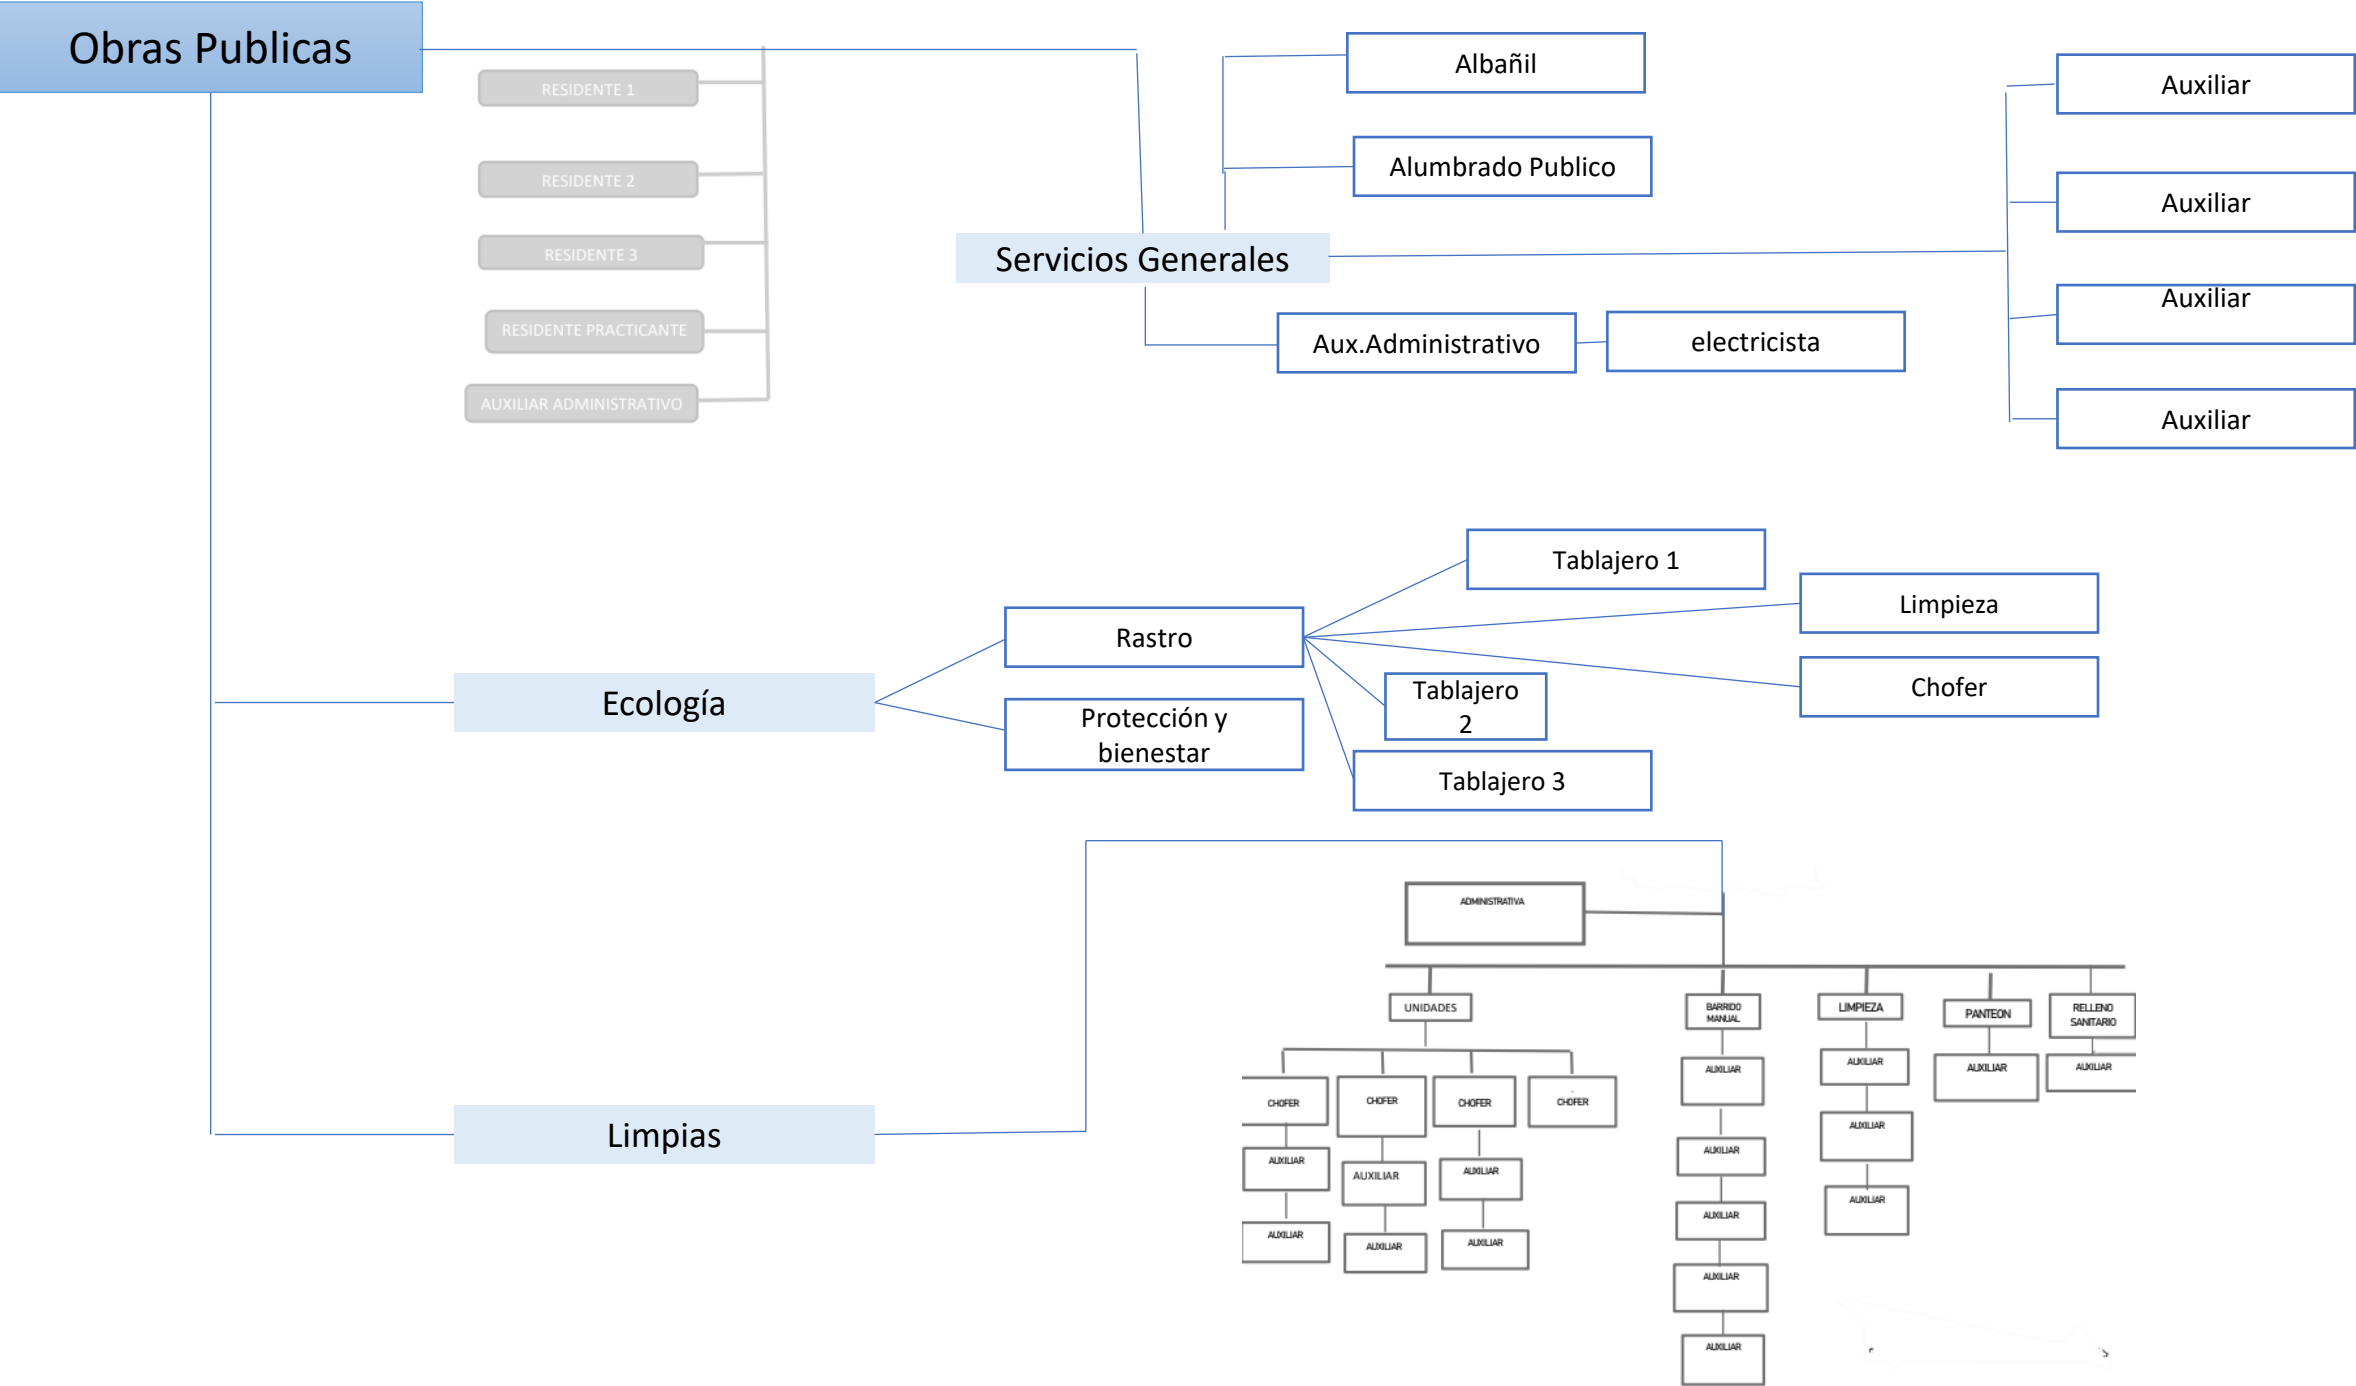 Obras Publicas
RESIDENTE 1
RESIDENTE 2
RESIDENTE 3
RESIDENTE PRACTICANTE
AUXILIAR ADMINISTRATIVO
Albañil
Alumbrado Publico
Servicios Generales
Aux.Administrativo
electricista
Auxiliar
Auxiliar
Auxiliar
Auxiliar
Ecología
Rastro
Protección y
bienestar
Tablajero 1
Limpieza
Chofer
Tablajero
2
Tablajero 3
Limpias
ADMINISTRATIVA
UNIDADES
CHOFER
AUXILIAR
AUXILIAR
CHOFER
AUXILIAR
AUXILIAR
CHOFER
AUXILIAR
AUXILIAR
CHOFER
BARRIDO
MANUAL
AUXILIAR
AUXILIAR
AUXILIAR
AUXILIAR
AUXILIAR
LIMPIEZA
AUXILIAR
AUXILIAR
AUXILIAR
PANTEON
AUXILIAR
RELLENO
SANITARIO
AUXILIAR